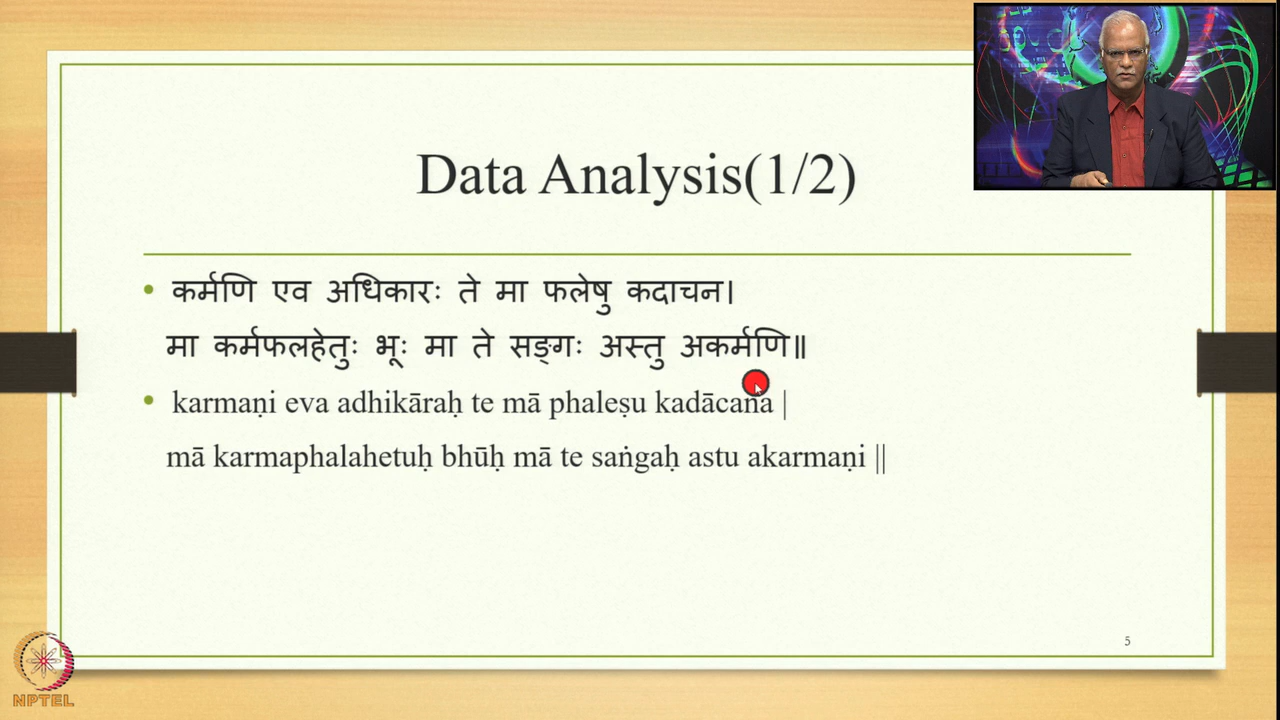 Data Analysis(1/2)
• कर्मणि एव अधिकारः ते मा फलेषु कदाचन।
मा कर्मफलहेतुः भूः मा ते सङ्गः अस्तु अकर्मणि॥
• karmaṇi eva adhikāraḥ te mā phaleṣu kadācana |
mā karmaphalahetuḥ bhūḥ mā te saṅgaḥ astu akarmaṇi ||
5
NPTEL